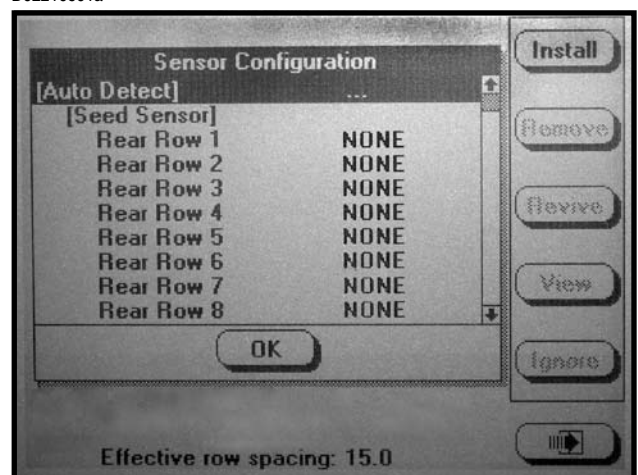 Sensor Configuration
[Auto Detect] ...
[Seed Sensor]
Rear Row 1 NONE
Rear Row 2 NONE
Rear Row 3 NONE
Rear Row 4 NONE
Rear Row 5 NONE
Rear Row 6 NONE
Rear Row 7 NONE
Rear Row 8 NONE
OK
Effective row spacing: 15.0
Install
Remove
Revive
View
Ignore